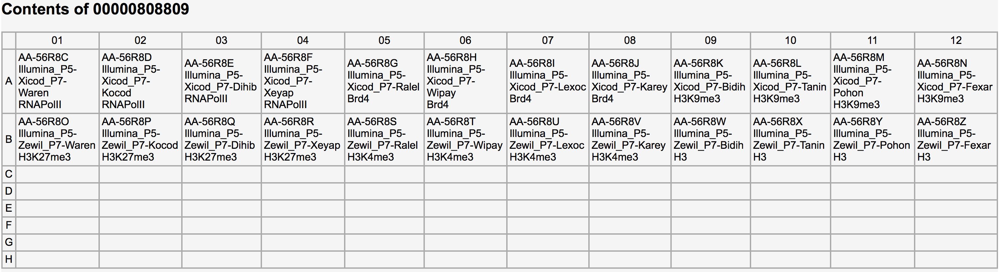 Contents of 00000808809
01 02 03 04 05 06 07 08 09 10 11 12
A
AA-56R8C
Illumina_P5-
Xicod_P7-
Waren
RNAPolII
AA-56R8D
Illumina_P5-
Xicod_P7-
Kocod
RNAPolII
AA-56R8E
Illumina_P5-
Xicod_P7-Dihib
RNAPolII
AA-56R8F
Illumina_P5-
Xicod_P7-
Xeyap
RNAPolII
AA-56R8G
Illumina_P5-
Xicod_P7-Ralel
Brd4
AA-56R8H
Illumina_P5-
Xicod_P7-
Wipay
Brd4
AA-56R8I
Illumina_P5-
Xicod_P7-Lexoc
Brd4
AA-56R8J
Illumina_P5-
Xicod_P7-Karey
Brd4
AA-56R8K
Illumina_P5-
Xicod_P7-Bidih
H3K9me3
AA-56R8L
Illumina_P5-
Xicod_P7-Tanin
H3K9me3
AA-56R8M
Illumina_P5-
Xicod_P7-
Pohon
H3K9me3
AA-56R8N
Illumina_P5-
Xicod_P7-Fexar
H3K9me3
B
AA-56R8O
Illumina_P5-
Zewil_P7-Waren
H3K27me3
AA-56R8P
Illumina_P5-
Zewil_P7-Kocod
H3K27me3
AA-56R8Q
Illumina_P5-
Zewil_P7-Dihib
H3K27me3
AA-56R8R
Illumina_P5-
Zewil_P7-Xeyap
H3K27me3
AA-56R8S
Illumina_P5-
Zewil_P7-Ralel
H3K4me3
AA-56R8T
Illumina_P5-
Zewil_P7-Wipay
H3K4me3
AA-56R8U
Illumina_P5-
Zewil_P7-Lexoc
H3K4me3
AA-56R8V
Illumina_P5-
Zewil_P7-Karey
H3K4me3
AA-56R8W
Illumina_P5-
Zewil_P7-Bidih
H3
AA-56R8X
Illumina_P5-
Zewil_P7-Tanin
H3
AA-56R8Y
Illumina_P5-
Zewil_P7-Pohon
H3
AA-56R8Z
Illumina_P5-
Zewil_P7-Fexar
H3
C
D
E
F
G
H